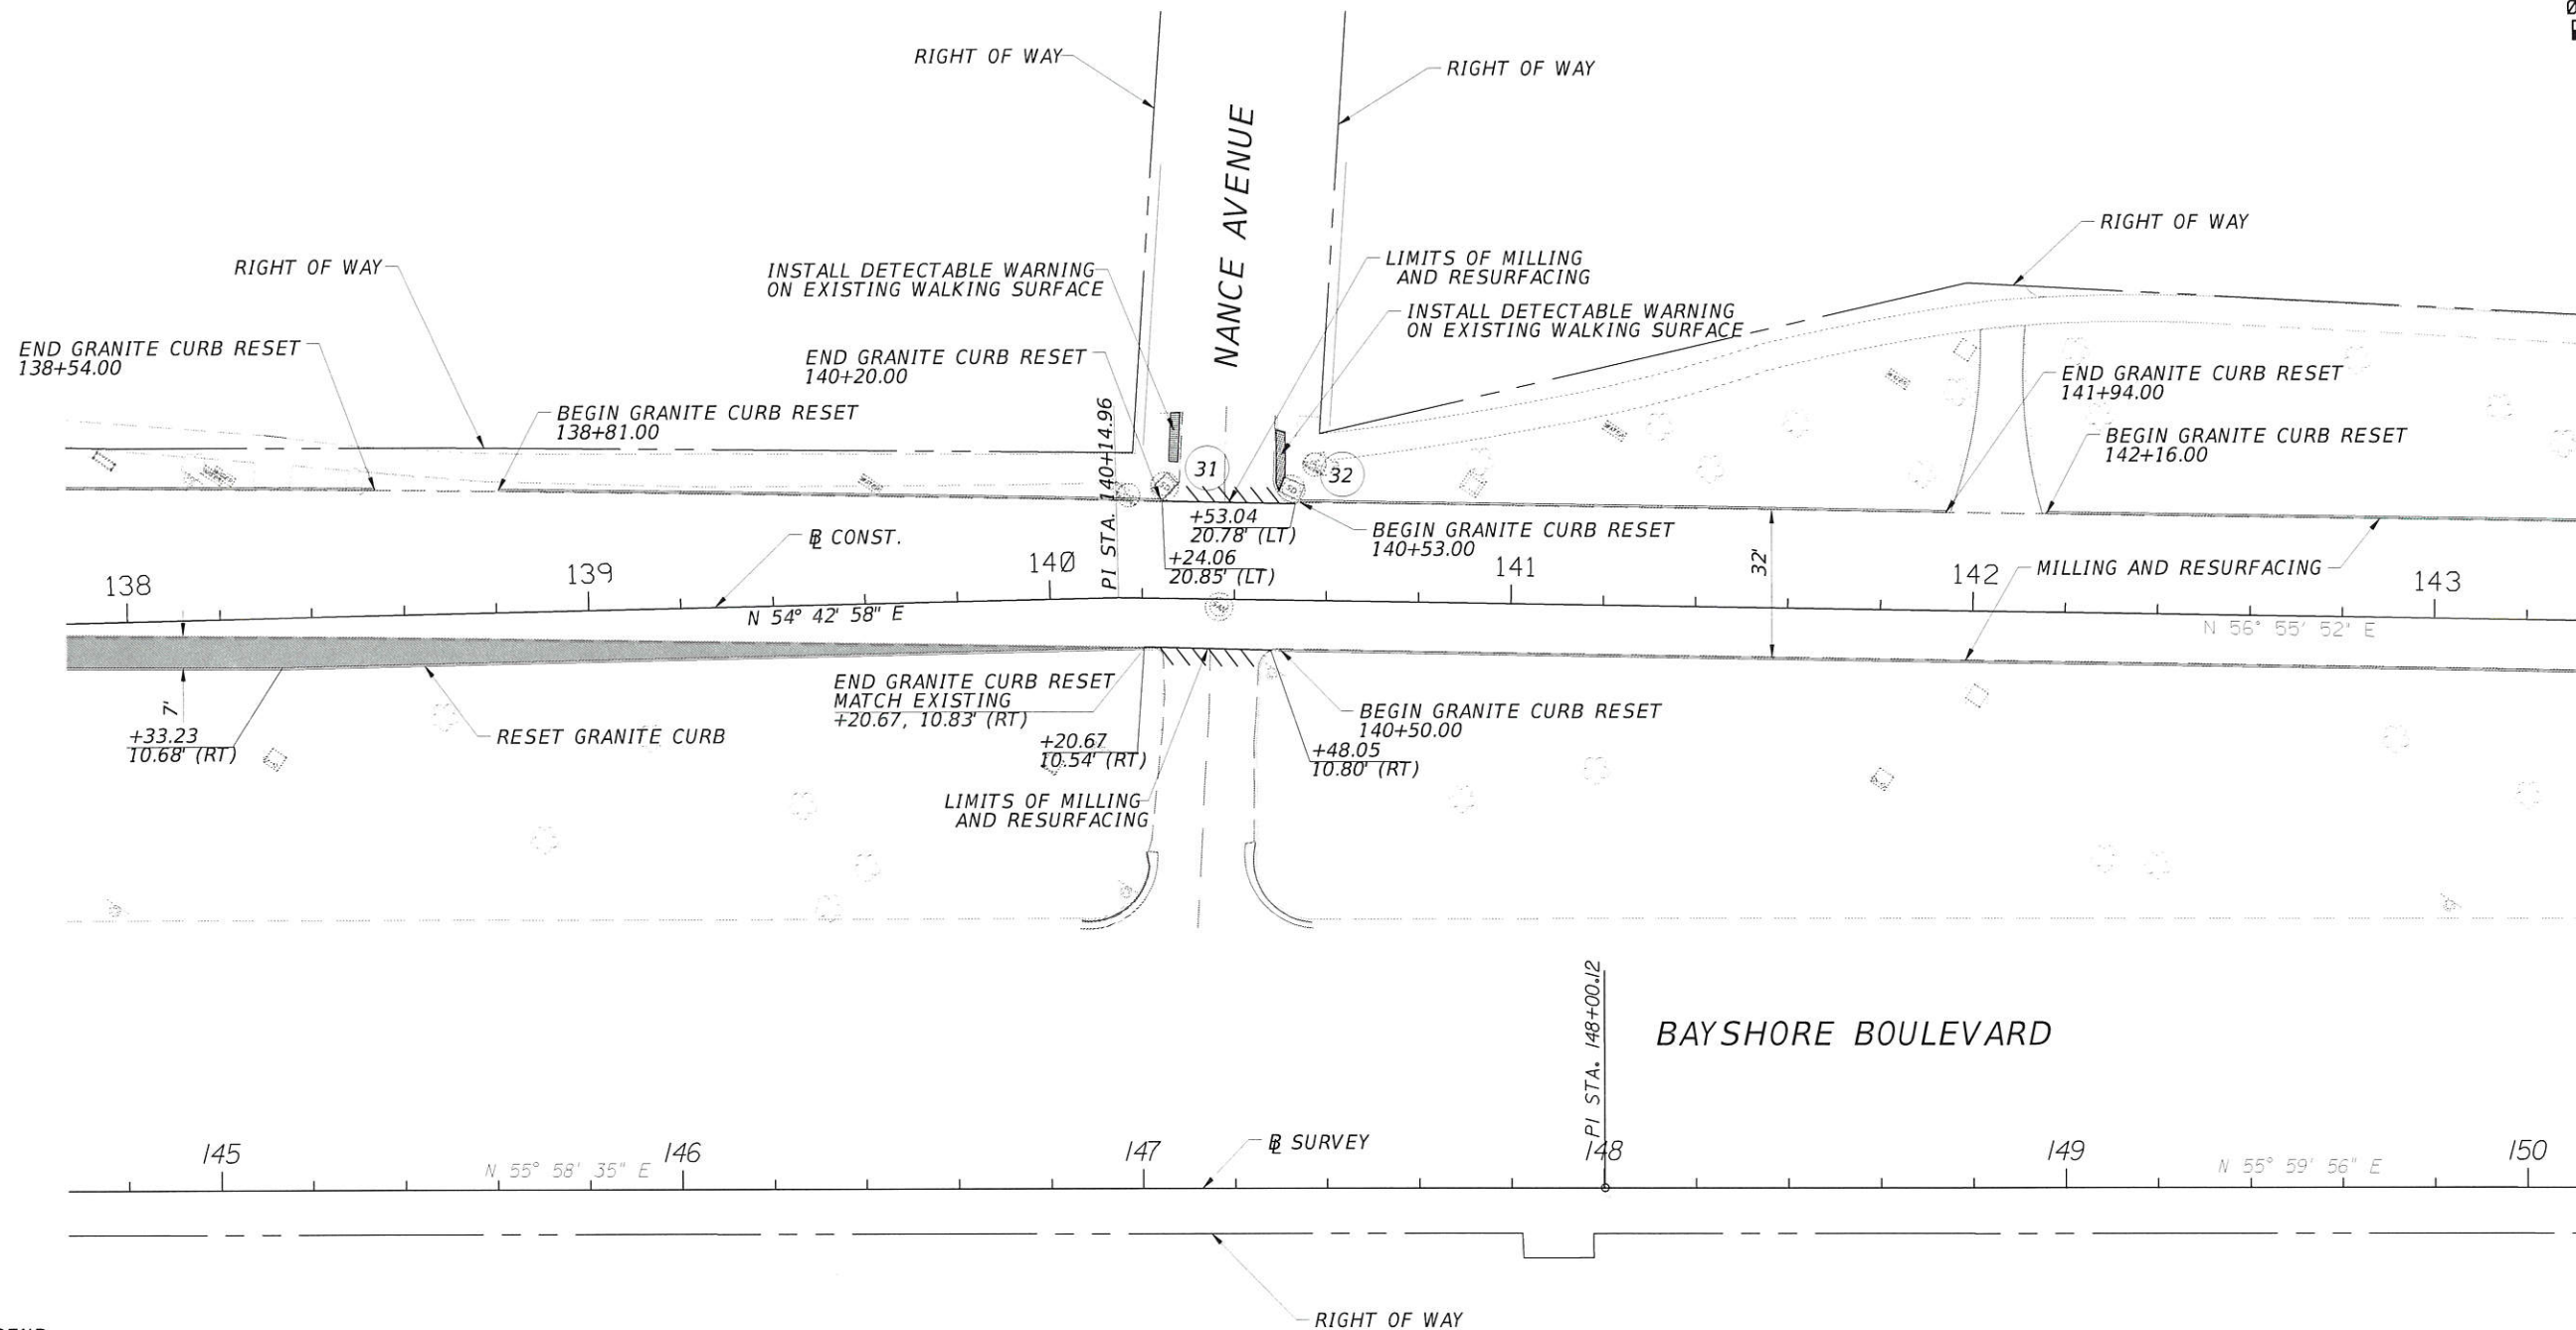 RIGHT OF WAY
RIGHT OF WAY
NANCE AVENUE
RIGHT OF WAY
RIGHT OF WAY
INSTALL DETECTABLE WARNING
ON EXISTING WALKING SURFACE
LIMITS OF MILLING
AND RESURFACING
INSTALL DETECTABLE WARNING
ON EXISTING WALKING SURFACE
END GRANITE CURB RESET
138+54.00
END GRANITE CURB RESET
140+20.00
END GRANITE CURB RESET
141+94.00
BEGIN GRANITE CURB RESET
138+81.00
PI STA. 140+14.96
BEGIN GRANITE CURB RESET
142+16.00
31
32
+53.04
20.78' (LT)
BEGIN GRANITE CURB RESET
140+53.00
+24.06
20.85' (LT)
32'
MILLING AND RESURFACING
℄ CONST.
138
139
140
141
142
143
N 54° 42' 58" E
N 56° 55' 52" E
7'
+33.23
10.68' (RT)
RESET GRANITE CURB
END GRANITE CURB RESET
MATCH EXISTING
+20.67, 10.83' (RT)
+20.67
10.54' (RT)
BEGIN GRANITE CURB RESET
140+50.00
+48.05
10.80' (RT)
LIMITS OF MILLING
AND RESURFACING
PI STA. 148+00.12
BAYSHORE BOULEVARD
145
146
147
148
149
150
N 55° 58' 35" E
BL SURVEY
N 55° 59' 56" E
RIGHT OF WAY